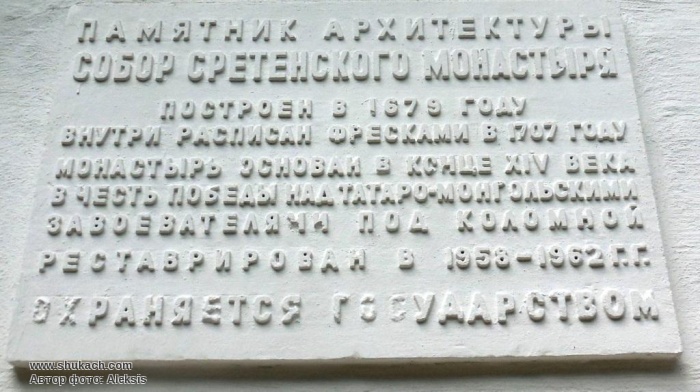 ПАМЯТНИК АРХИТЕКТУРЫ
СОБОР СРЕТЕНСКОГО МОНАСТЫРЯ
ПОСТРОЕН В 1679 ГОДУ
ВНУТРИ РАСПИСАН ФРЕСКАМИ В 1707 ГОДУ
МОНАСТЫРЬ ОСНОВАН В КОНЦЕ XIV ВЕКА
В ЧЕСТЬ ПОБЕДЫ НАД ТАТАРО-МОНГОЛЬСКИМИ
ЗАВОЕВАТЕЛЯМИ ПОД КОЛОМНОЙ
РЕСТАВРИРОВАН В 1958-1962 Г.Г.
ОХРАНЯЕТСЯ ГОСУДАРСТВОМ
www.shukach.com
Автор фото: Aleksis